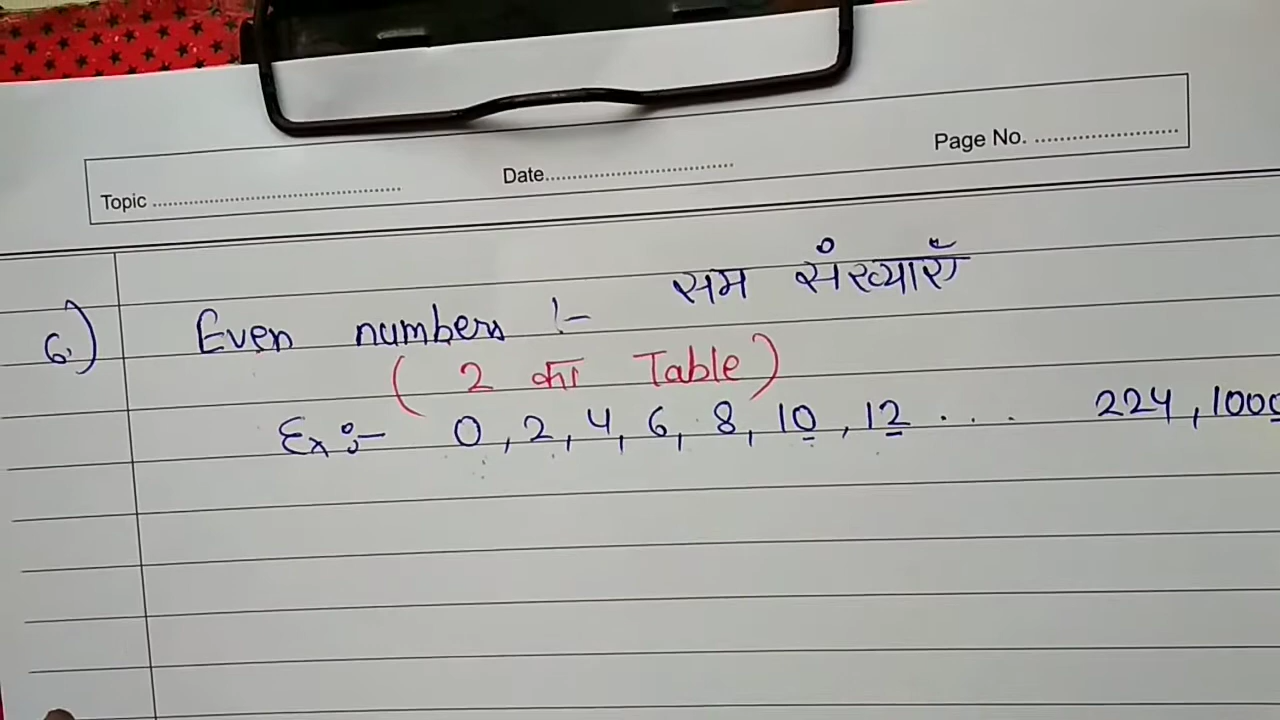 Topic ........................................ Date.............................. Page No. .......................
6.) Even numbers :- सम संख्याएँ
( 2 का Table )
Ex :- 0, 2, 4, 6, 8, 10, 12 .... 224, 1000